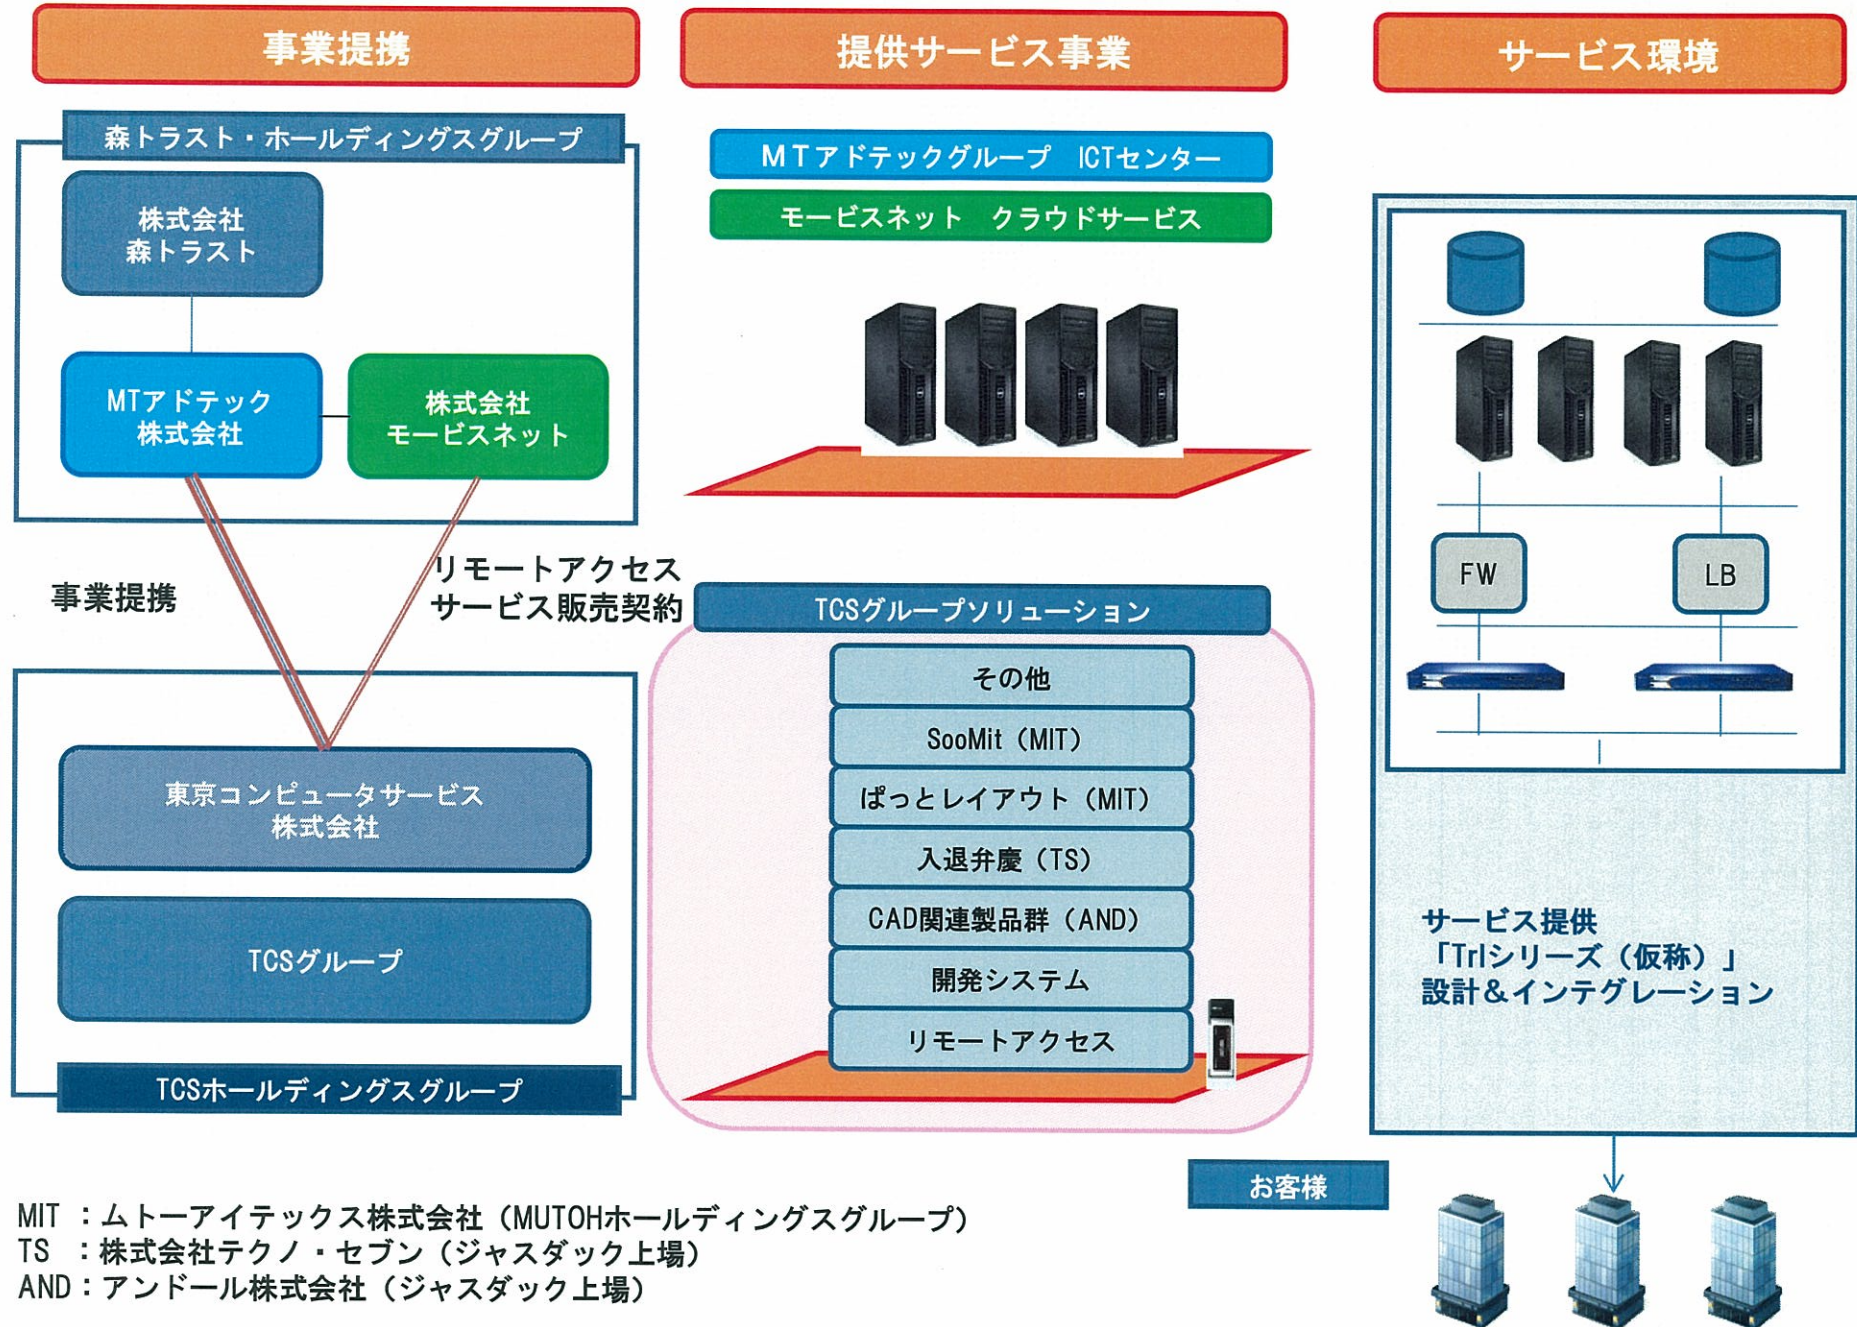 事業提携
森トラスト・ホールディングスグループ
株式会社
森トラスト
MTアドテック
株式会社
株式会社
モービスネット
事業提携
リモートアクセス
サービス販売契約
東京コンピュータサービス
株式会社
TCSグループ
TCSホールディングスグループ
提供サービス事業
MTアドテックグループ　ICTセンター
モービスネット　クラウドサービス
TCSグループソリューション
その他
SooMit（MIT）
ぱっとレイアウト（MIT）
入退弁慶（TS）
CAD関連製品群（AND）
開発システム
リモートアクセス
サービス環境
FW
LB
サービス提供
「TrIシリーズ（仮称）」
設計＆インテグレーション
お客様
MIT ：ムトーアイテックス株式会社（MUTOHホールディングスグループ）
TS ：株式会社テクノ・セブン（ジャスダック上場）
AND：アンドール株式会社（ジャスダック上場）